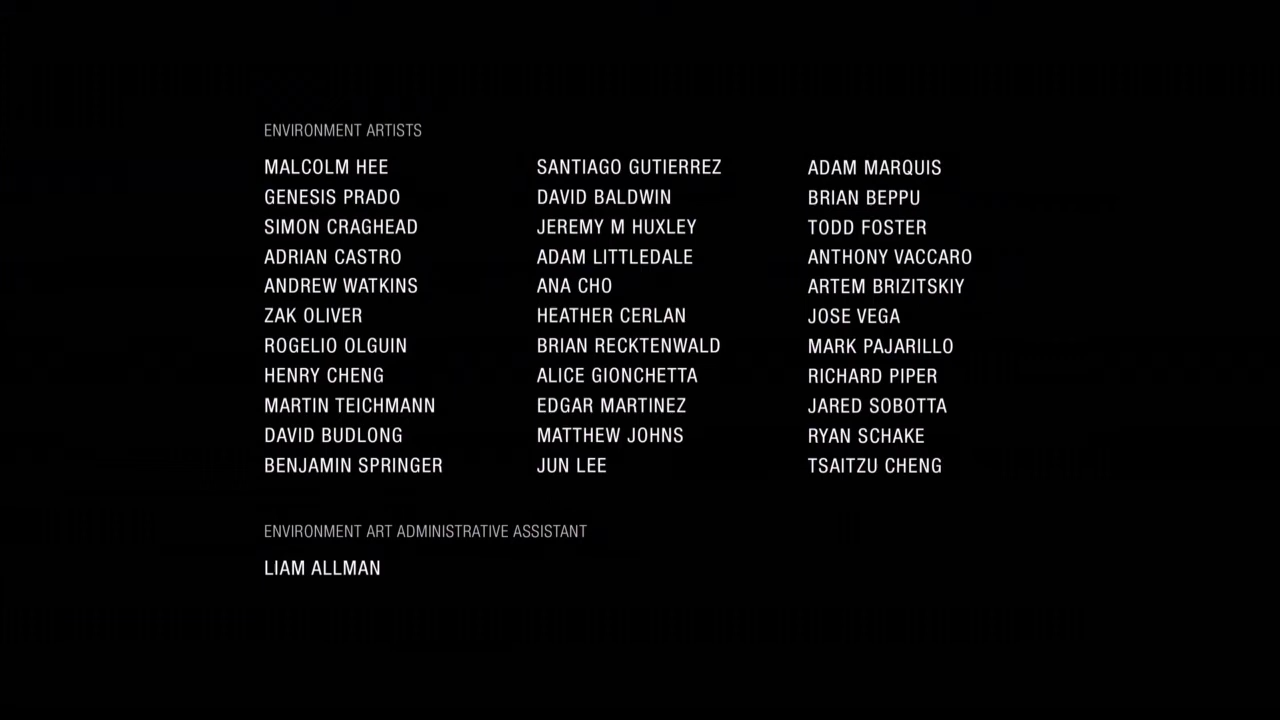 ENVIRONMENT ARTISTS
MALCOLM HEE
GENESIS PRADO
SIMON CRAGHEAD
ADRIAN CASTRO
ANDREW WATKINS
ZAK OLIVER
ROGELIO OLGUIN
HENRY CHENG
MARTIN TEICHMANN
DAVID BUDLONG
BENJAMIN SPRINGER
SANTIAGO GUTIERREZ
DAVID BALDWIN
JEREMY M HUXLEY
ADAM LITTLEDALE
ANA CHO
HEATHER CERLAN
BRIAN RECKTENWALD
ALICE GIONCHETTA
EDGAR MARTINEZ
MATTHEW JOHNS
JUN LEE
ADAM MARQUIS
BRIAN BEPPU
TODD FOSTER
ANTHONY VACCARO
ARTEM BRIZITSKIY
JOSE VEGA
MARK PAJARILLO
RICHARD PIPER
JARED SOBOTTA
RYAN SCHAKE
TSAITZU CHENG
ENVIRONMENT ART ADMINISTRATIVE ASSISTANT
LIAM ALLMAN